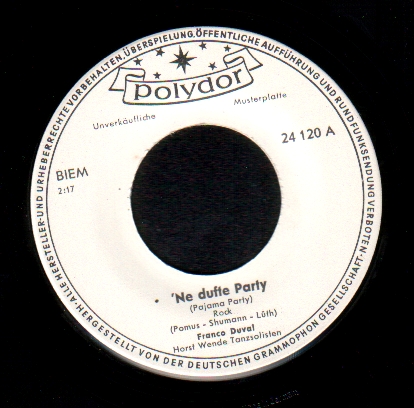 ALLE HERSTELLER- UND URHEBERRECHTE VORBEHALTEN. ÜBERSPIELUNG, ÖFFENTLICHE AUFFÜHRUNG UND RUNDFUNKSENDUNG VERBOTEN.
polydor
Unverkäufliche Musterplatte
24 120 A
BIEM
2:17
'Ne dufte Party
(Pajama Party)
Rock
(Pomus - Shumann - Lüth)
Franco Duval
Horst Wende Tanzsolisten
HERGESTELLT VON DER DEUTSCHEN GRAMMOPHON GESELLSCHAFT